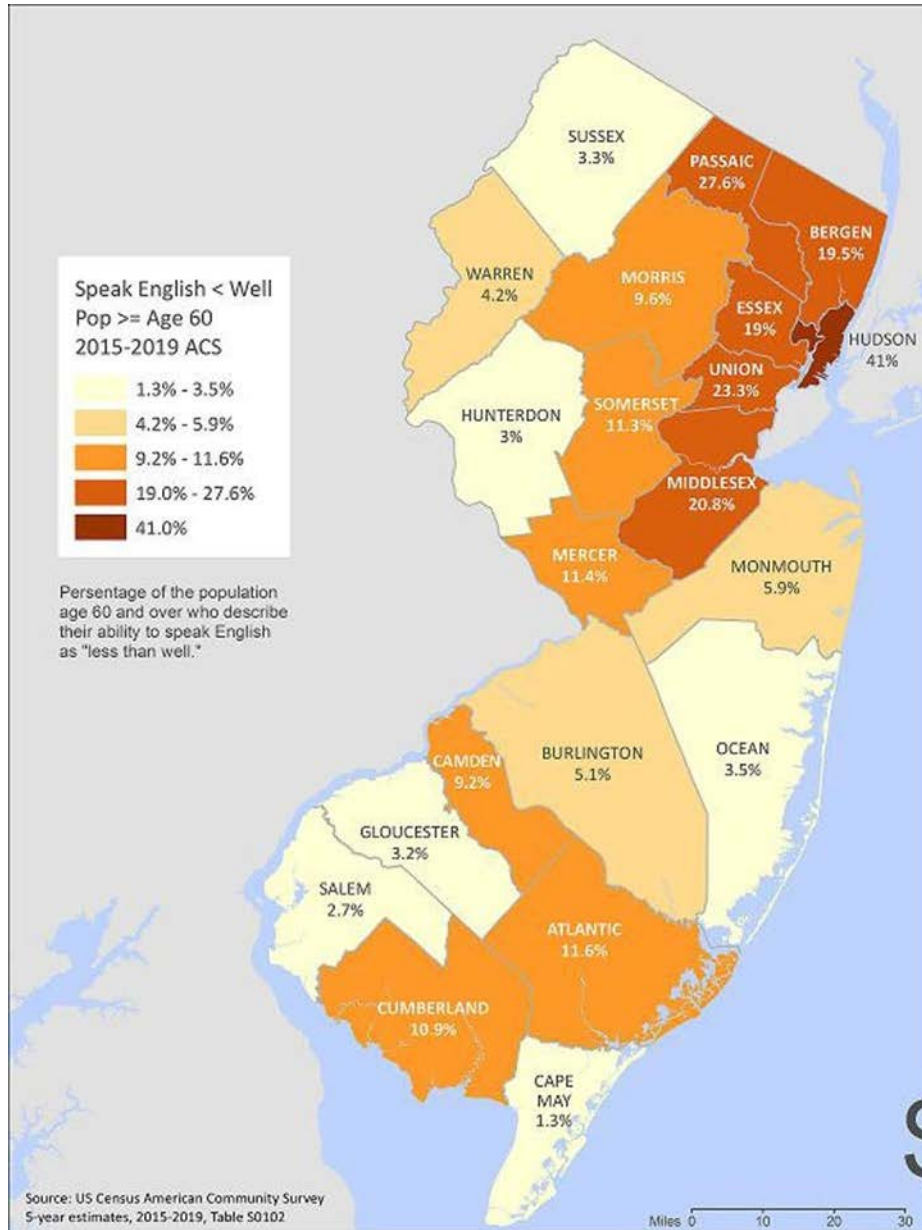 SUSSEX
3.3%
PASSAIC
27.6%
BERGEN
19.5%
WARREN
4.2%
MORRIS
9.6%
ESSEX
19%
HUDSON
41%
UNION
23.3%
Speak English < Well
Pop >= Age 60
2015-2019 ACS
1.3% - 3.5%
4.2% - 5.9%
9.2% - 11.6%
19.0% - 27.6%
41.0%
HUNTERDON
3%
SOMERSET
11.3%
MIDDLESEX
20.8%
MERCER
11.4%
MONMOUTH
5.9%
Persentage of the population
age 60 and over who describe
their ability to speak English
as "less than well."
CAMDEN
9.2%
BURLINGTON
5.1%
OCEAN
3.5%
GLOUCESTER
3.2%
SALEM
2.7%
ATLANTIC
11.6%
CUMBERLAND
10.9%
CAPE
MAY
1.3%
S
Source: US Census American Community Survey
5-year estimates, 2015-2019, Table S0102
Miles 0 10 20 30